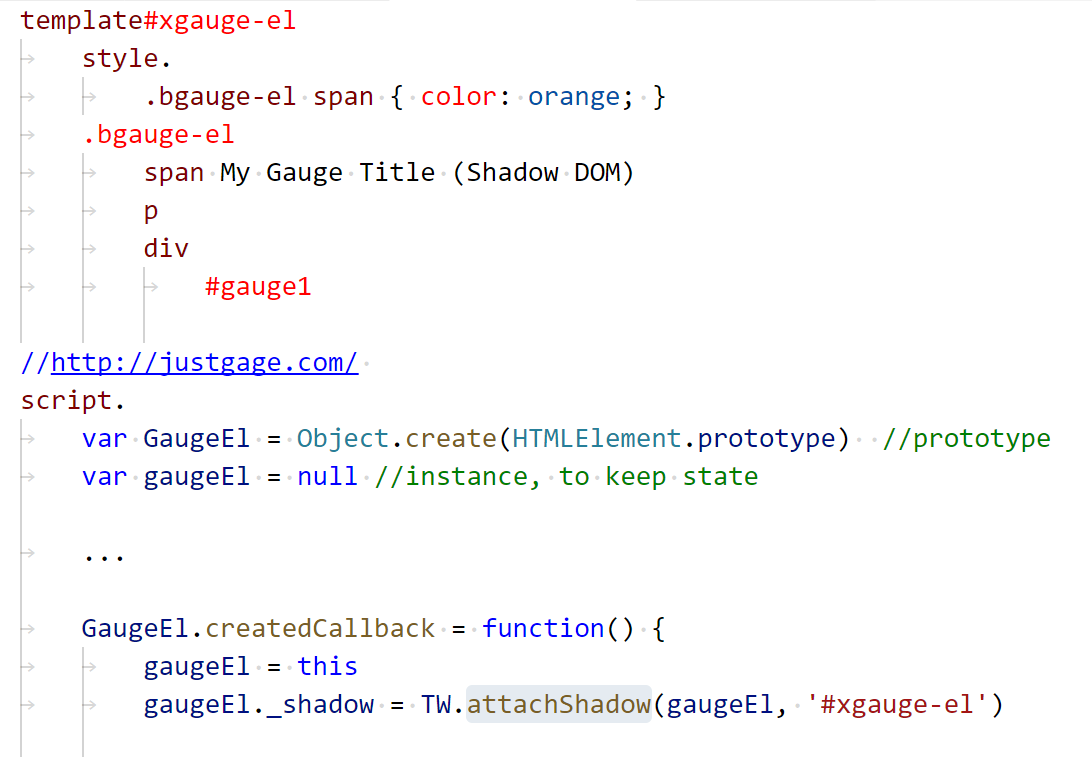 template#xgauge-el
style.
.bgauge-el span { color: orange; }
.bgauge-el
span My Gauge Title (Shadow DOM)
p
div
#gauge1
//http://justgage.com/
script.
var GaugeEl = Object.create(HTMLElement.prototype)  //prototype
var gaugeEl = null //instance, to keep state
...
GaugeEl.createdCallback = function() {
gaugeEl = this
gaugeEl._shadow = TW.attachShadow(gaugeEl, '#xgauge-el')